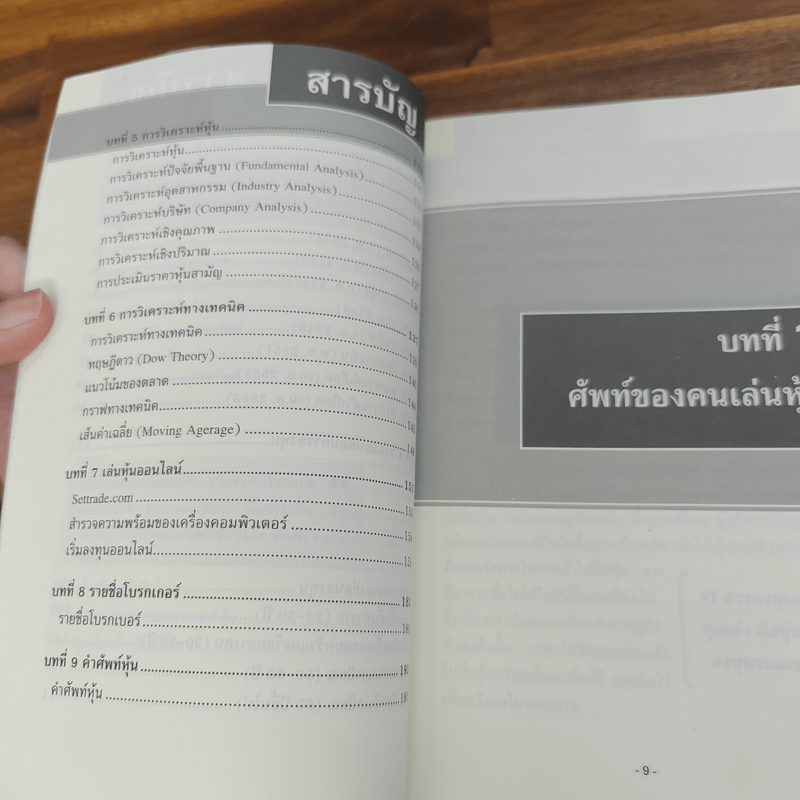 สารบัญ
บทที่ 5 การวิเคราะห์หุ้น
การวิเคราะห์หุ้น
การวิเคราะห์ปัจจัยพื้นฐาน (Fundamental Analysis)
การวิเคราะห์อุตสาหกรรม (Industry Analysis)
การวิเคราะห์บริษัท (Company Analysis)
การวิเคราะห์เชิงคุณภาพ
การวิเคราะห์เชิงปริมาณ
การประเมินราคาหุ้นสามัญ
บทที่ 6 การวิเคราะห์ทางเทคนิค
การวิเคราะห์ทางเทคนิค
ทฤษฎีดาว (Dow Theory)
แนวโน้มของตลาด
กราฟทางเทคนิค
เส้นค่าเฉลี่ย (Moving Agerage)
บทที่ 7 เล่นหุ้นออนไลน์
Settrade.com
สำรวจความพร้อมของเครื่องคอมพิวเตอร์
เริ่มลงทุนออนไลน์
บทที่ 8 รายชื่อโบรกเกอร์
รายชื่อโบรกเบอร์
บทที่ 9 คำศัพท์หุ้น
คำศัพท์หุ้น
บทที่
ศัพท์ของคนเล่นหุ้
- 9 -